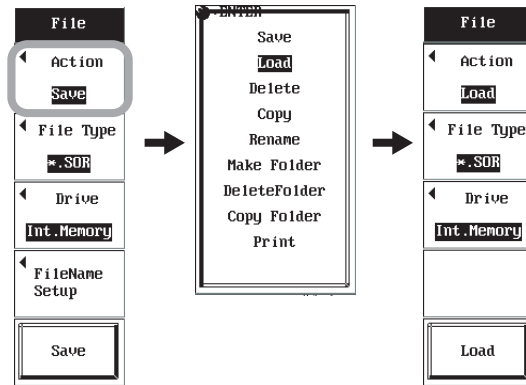 File
Action
Save
File Type
*.SOR
Drive
Int.Memory
FileName
Setup
Save
ENTER
Save
Load
Delete
Copy
Rename
Make Folder
DeleteFolder
Copy Folder
Print
File
Action
Load
File Type
*.SOR
Drive
Int.Memory
Load